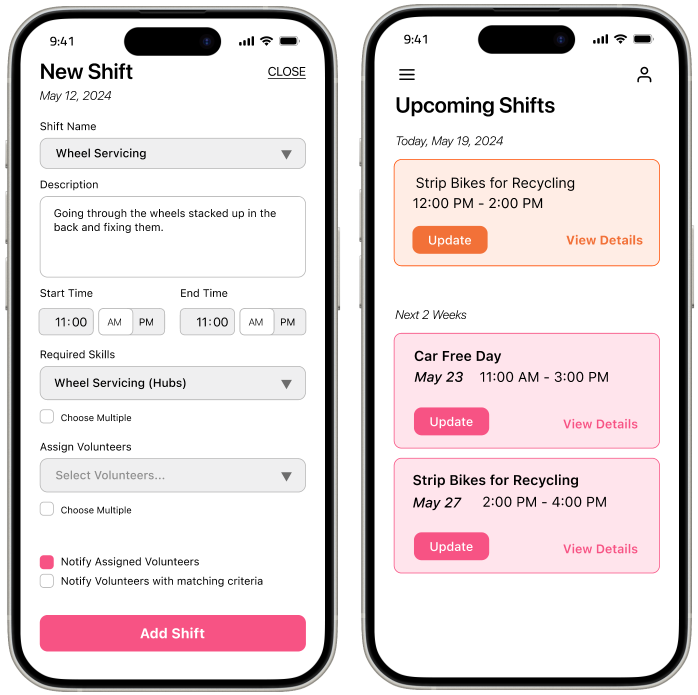 9:41
New Shift
CLOSE
May 12, 2024
Shift Name
Wheel Servicing
Description
Going through the wheels stacked up in the
back and fixing them.
Start Time
End Time
11:00 AM PM
11:00 AM PM
Required Skills
Wheel Servicing (Hubs)
Choose Multiple
Assign Volunteers
Select Volunteers...
Choose Multiple
Notify Assigned Volunteers
Notify Volunteers with matching criteria
Add Shift
9:41
Upcoming Shifts
Today, May 19, 2024
Strip Bikes for Recycling
12:00 PM - 2:00 PM
Update
View Details
Next 2 Weeks
Car Free Day
May 23 11:00 AM - 3:00 PM
Update
View Details
Strip Bikes for Recycling
May 27 2:00 PM - 4:00 PM
Update
View Details